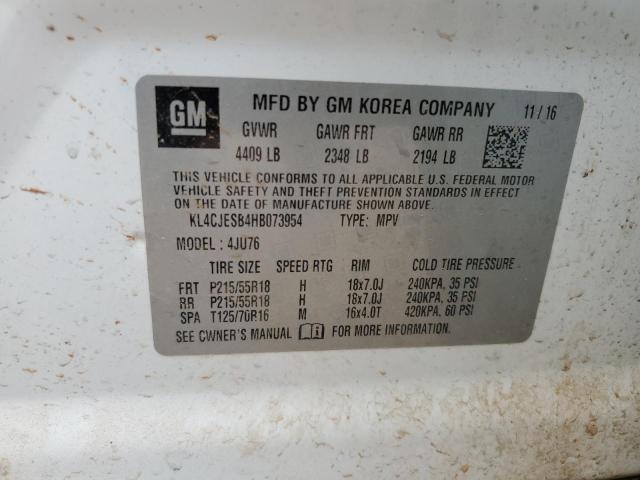 GM
MFD BY GM KOREA COMPANY 11/16
GVWR GAWR FRT GAWR RR
4409 LB 2348 LB 2194 LB
THIS VEHICLE CONFORMS TO ALL APPLICABLE U.S. FEDERAL MOTOR
VEHICLE SAFETY AND THEFT PREVENTION STANDARDS IN EFFECT
ON THE DATE OF MANUFACTURE SHOWN ABOVE.
KL4CJESB4HB073954 TYPE: MPV
MODEL: 4JU76
TIRE SIZE SPEED RTG RIM COLD TIRE PRESSURE
FRT P215/55R18 H 18x7.0J 240KPA, 35 PSI
RR P215/55R18 H 18x7.0J 240KPA, 35 PSI
SPA T125/70R16 M 16x4.0T 420KPA, 60 PSI
SEE OWNER'S MANUAL FOR MORE INFORMATION.